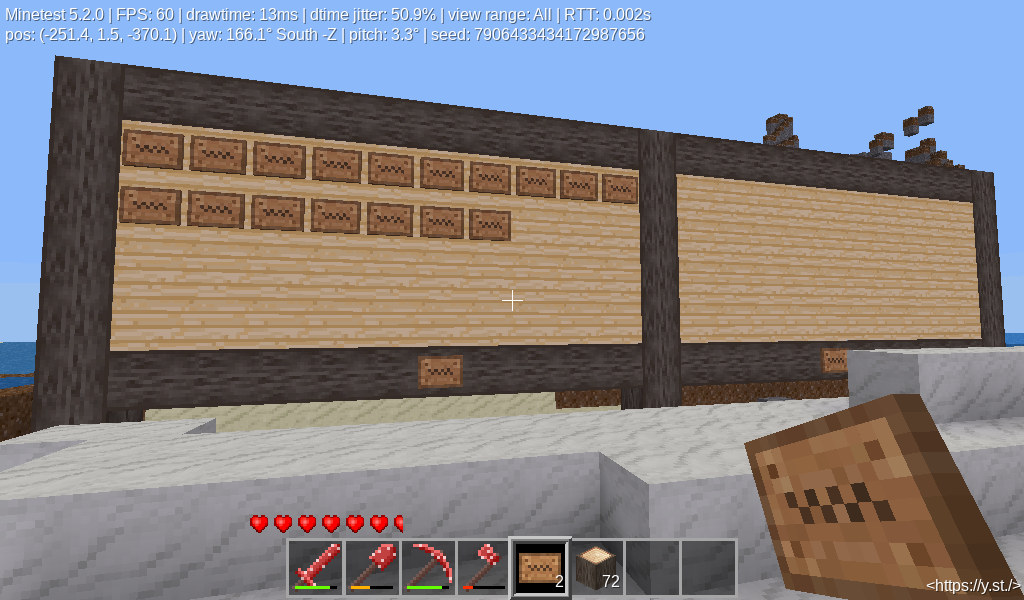 Minetest 5.2.0 | FPS: 60 | drawtime: 13ms | dtime jitter: 50.9% | view range: All | RTT: 0.002s
pos: (-251.4, 1.5, -370.1) | yaw: 166.1° South -Z | pitch: 3.3° | seed: 7906433434172987656
2
72
<https://y.st./>